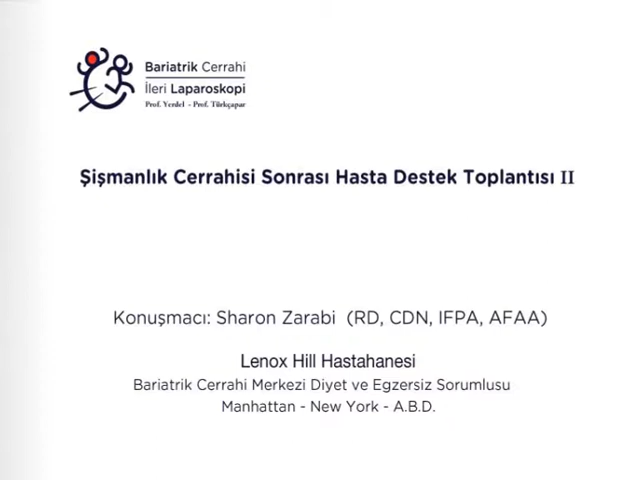 Bariatrik Cerrahi
İleri Laparoskopi
Prof. Yerdel - Prof. Türkçapar
Şişmanlık Cerrahisi Sonrası Hasta Destek Toplantısı II
Konuşmacı: Sharon Zarabi (RD, CDN, IFPA, AFAA)
Lenox Hill Hastahanesi
Bariatrik Cerrahi Merkezi Diyet ve Egzersiz Sorumlusu
Manhattan - New York - A.B.D.